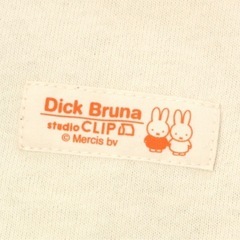 Dick Bruna
studio CLIP
© Mercis bv